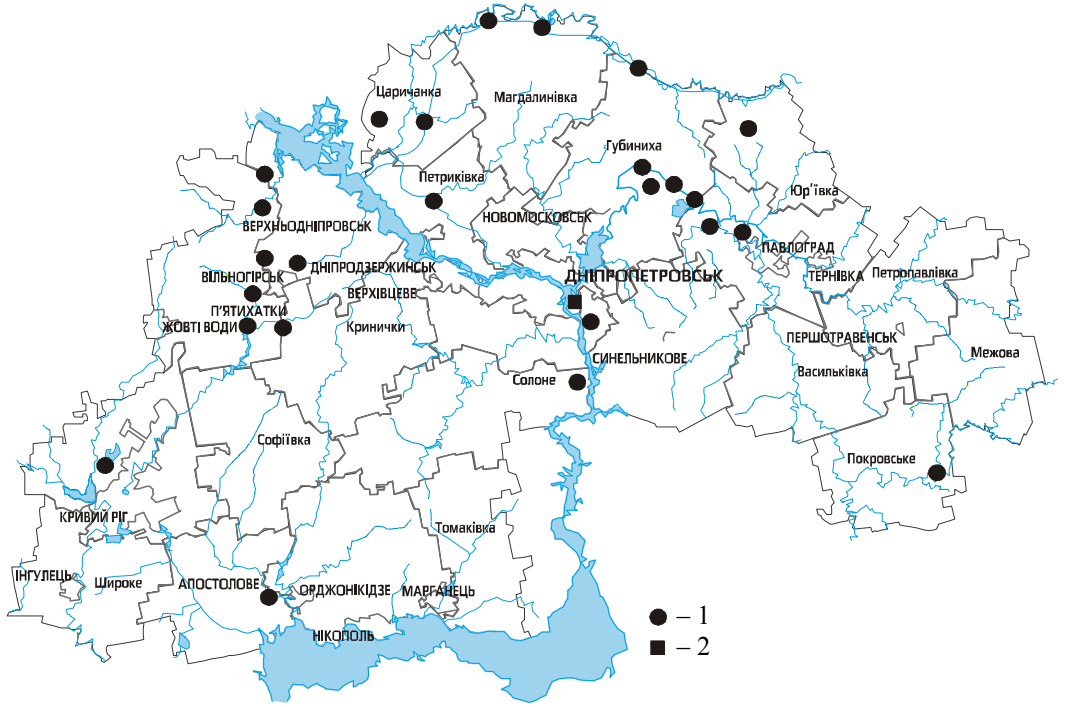 Царичанка
Магдалинівка
Губиниха
Петриківка
Юр'ївка
НОВОМОСКОВСЬК
ВЕРХНЬОДНІПРОВСЬК
ПАВЛОГРАД
ДНІПРОДЗЕРЖИНСЬК
ВІЛЬНОГІРСЬК
ДНІПРОПЕТРОВСЬК
ТЕРНІВКА
Петропавлівка
ВЕРХІВЦЕВЕ
П'ЯТИХАТКИ
ЖОВТІ ВОДИ
Кринички
ПЕРШОТРАВЕНСЬК
Межова
СИНЕЛЬНИКОВЕ
Васильківка
Солоне
Софіївка
Покровське
КРИВИЙ РІГ
Томаківка
ІНГУЛЕЦЬ
Широке
АПОСТОЛОВЕ
ОРДЖОНІКІДЗЕ
МАРГАНЕЦЬ
НІКОПОЛЬ
– 1
– 2